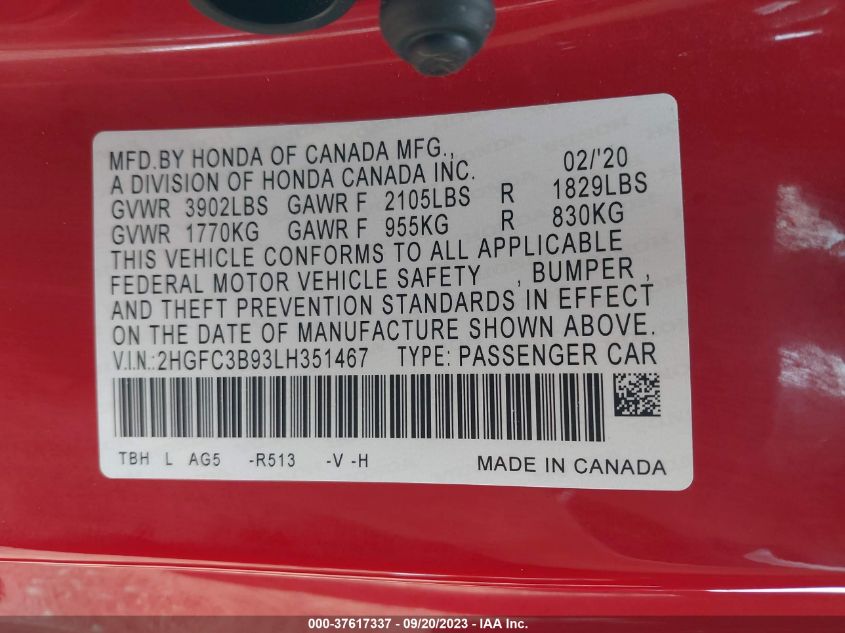 MFD.BY HONDA OF CANADA MFG., 02/'20
A DIVISION OF HONDA CANADA INC.
GVWR 3902LBS GAWR F 2105LBS R 1829LBS
GVWR 1770KG GAWR F 955KG R 830KG
THIS VEHICLE CONFORMS TO ALL APPLICABLE
FEDERAL MOTOR VEHICLE SAFETY , BUMPER ,
AND THEFT PREVENTION STANDARDS IN EFFECT
ON THE DATE OF MANUFACTURE SHOWN ABOVE.
V.I.N.:2HGFC3B93LH351467 TYPE: PASSENGER CAR
TBH L AG5 -R513 -V -H MADE IN CANADA
000-37617337 - 09/20/2023 - IAA Inc.